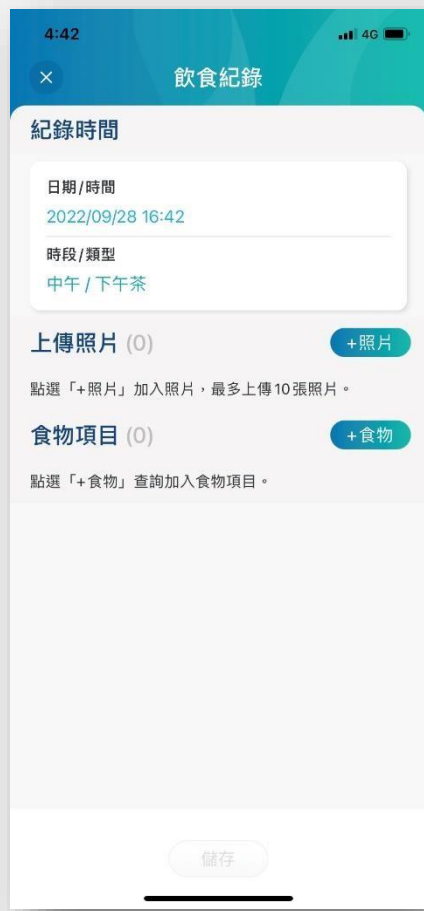 4:42
4G
×
飲食紀錄
紀錄時間
日期/時間
2022/09/28 16:42
時段/類型
中午 / 下午茶
上傳照片 (0)
+照片
點選「+照片」加入照片，最多上傳10張照片。
食物項目 (0)
+食物
點選「+食物」查詢加入食物項目。
儲存